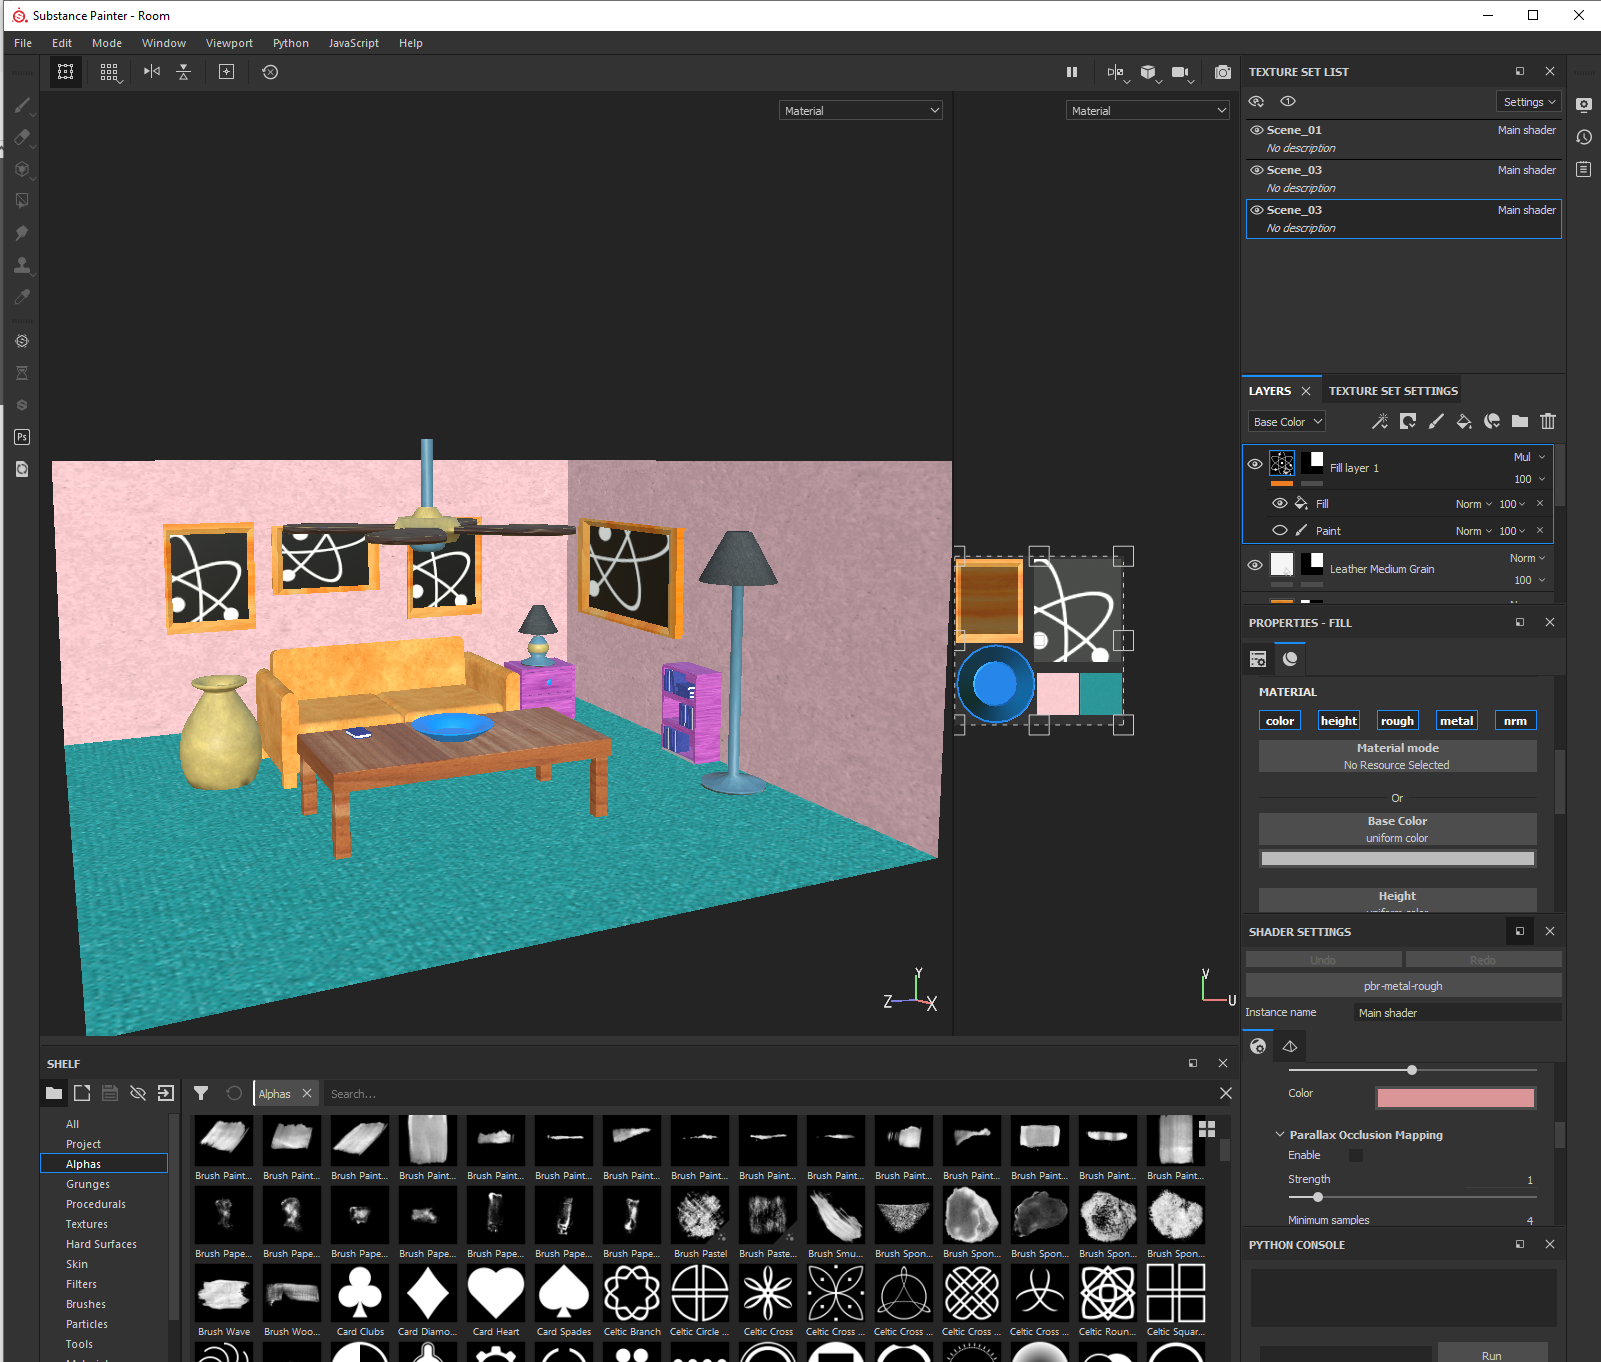 Substance Painter - Room
File Edit Mode Window Viewport Python JavaScript Help
Material
Material
TEXTURE SET LIST
Settings
Scene_01 Main shader
No description
Scene_03 Main shader
No description
Scene_03 Main shader
No description
LAYERS TEXTURE SET SETTINGS
Base Color
Mul
Fill layer 1
100
Fill Norm 100
Paint Norm 100
Norm
Leather Medium Grain
100
Ps
PROPERTIES - FILL
MATERIAL
color height rough metal nrm
Material mode
No Resource Selected
Or
Base Color
uniform color
Height
uniform color
SHADER SETTINGS
Undo Redo
pbr-metal-rough
Instance name Main shader
Color
Parallax Occlusion Mapping
Enable
Strength 1
Minimum samples 4
PYTHON CONSOLE
Run
Y
Z X
V
U
SHELF
Alphas Search...
All
Project
Alphas
Grunges
Procedurals
Textures
Hard Surfaces
Skin
Filters
Brushes
Particles
Tools
Brush Paint... Brush Paint... Brush Paint... Brush Paint... Brush Paint... Brush Paint... Brush Paint... Brush Paint... Brush Paint... Brush Paint... Brush Paint... Brush Paint... Brush Paint... Brush Paint... Brush Paint...
Brush Pape... Brush Pape... Brush Pape... Brush Pape... Brush Pape... Brush Pape... Brush Pape... Brush Pastel Brush Paste... Brush Smu... Brush Spon... Brush Spon... Brush Spon... Brush Spon... Brush Spon...
Brush Wave Brush Woo... Card Clubs Card Diamo... Card Heart Card Spades Celtic Branch Celtic Circle ... Celtic Cross Celtic Cross ... Celtic Cross ... Celtic Cross ... Celtic Cross ... Celtic Roun... Celtic Squar...